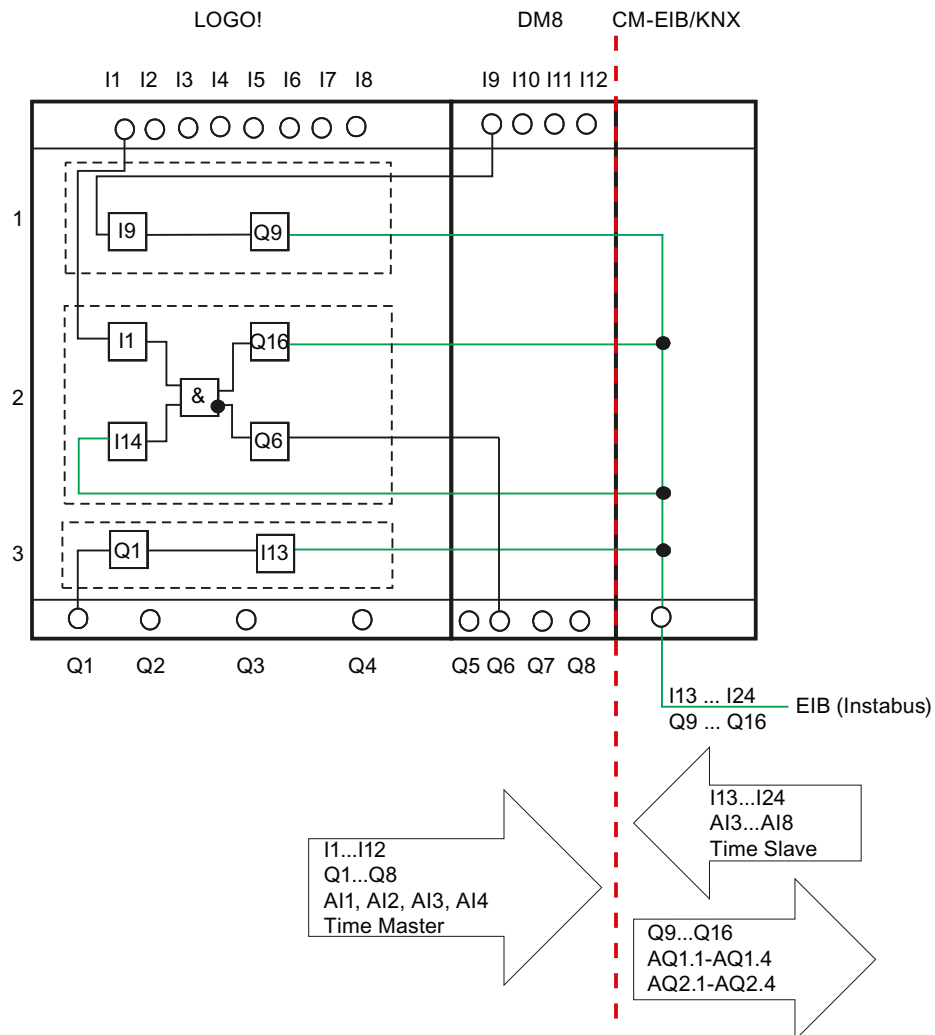 LOGO! DM8 CM-EIB/KNX
I1 I2 I3 I4 I5 I6 I7 I8 I9 I10 I11 I12
1
I9 Q9
I1 Q16
2
&
I14 Q6
3
Q1 I13
Q1 Q2 Q3 Q4 Q5 Q6 Q7 Q8
I13 ... I24
Q9 ... Q16
EIB (Instabus)
I13...I24
AI3...AI8
Time Slave
I1...I12
Q1...Q8
AI1, AI2, AI3, AI4
Time Master
Q9...Q16
AQ1.1-AQ1.4
AQ2.1-AQ2.4